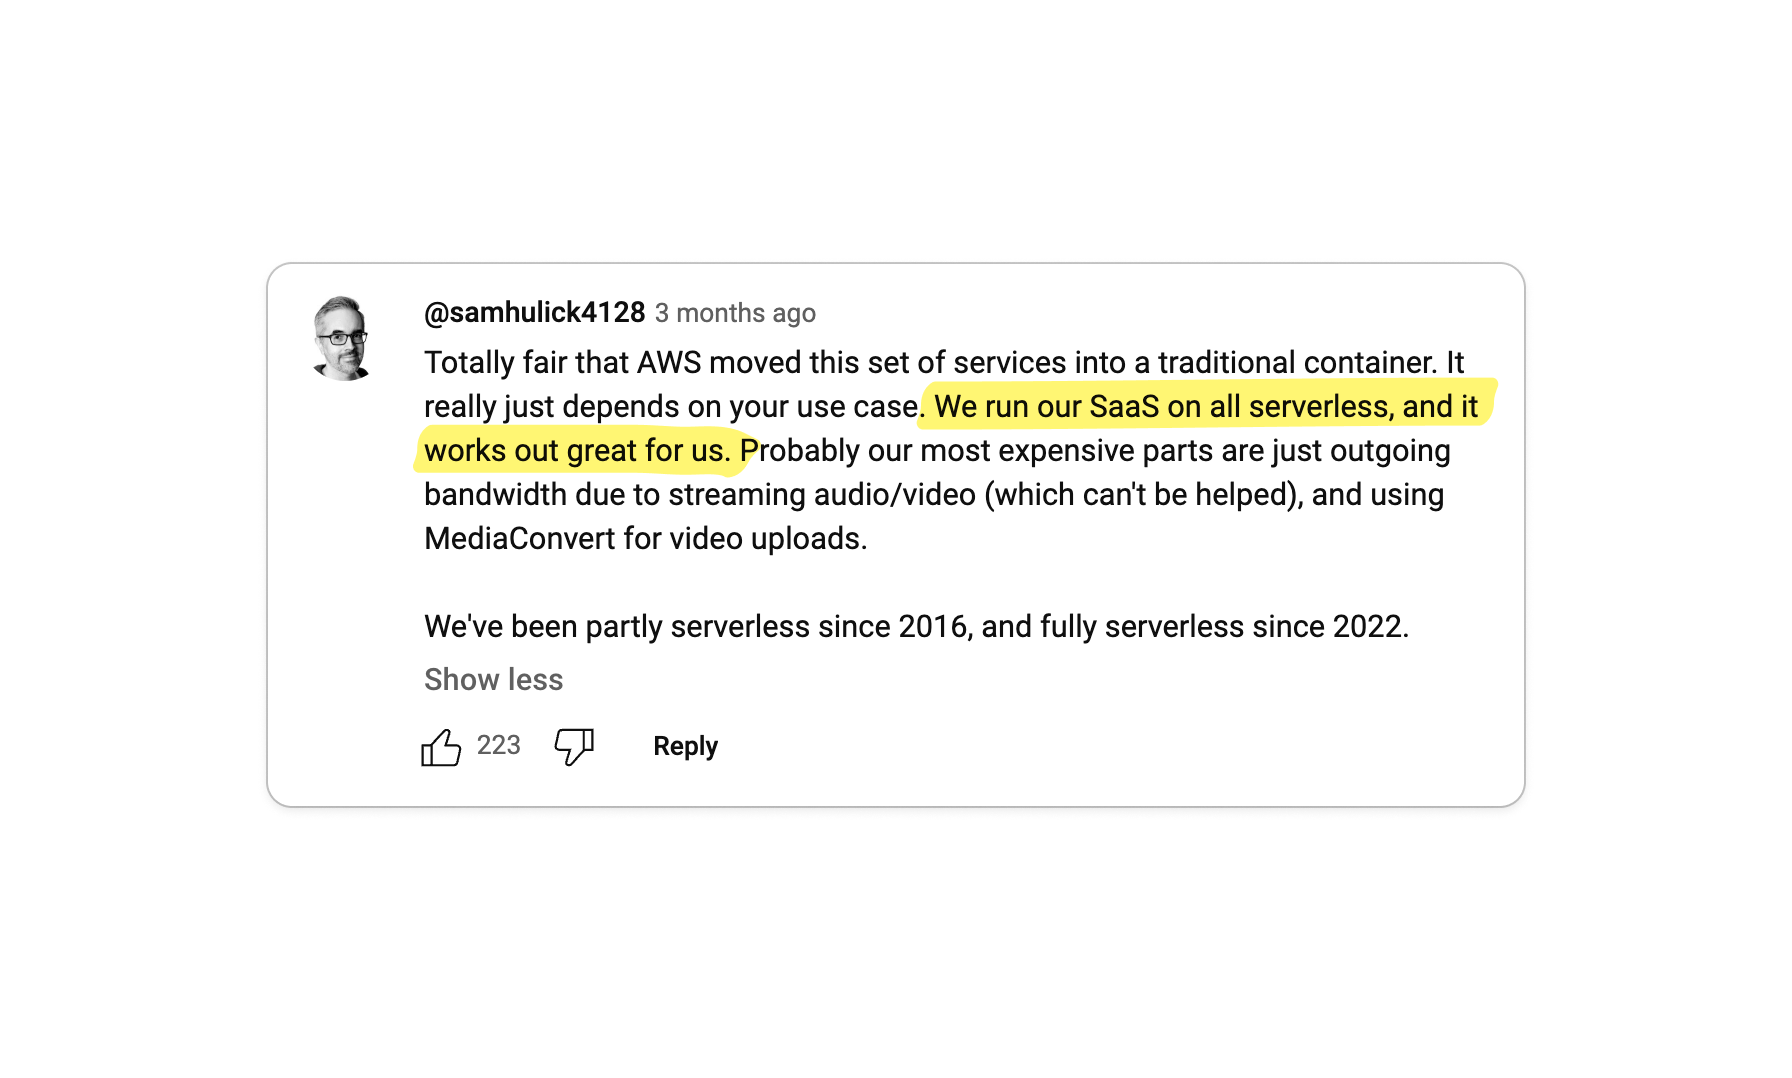 @samhulick4128 3 months ago
Totally fair that AWS moved this set of services into a traditional container. It
really just depends on your use case. We run our SaaS on all serverless, and it
works out great for us. Probably our most expensive parts are just outgoing
bandwidth due to streaming audio/video (which can't be helped), and using
MediaConvert for video uploads.
We've been partly serverless since 2016, and fully serverless since 2022.
Show less
223 Reply